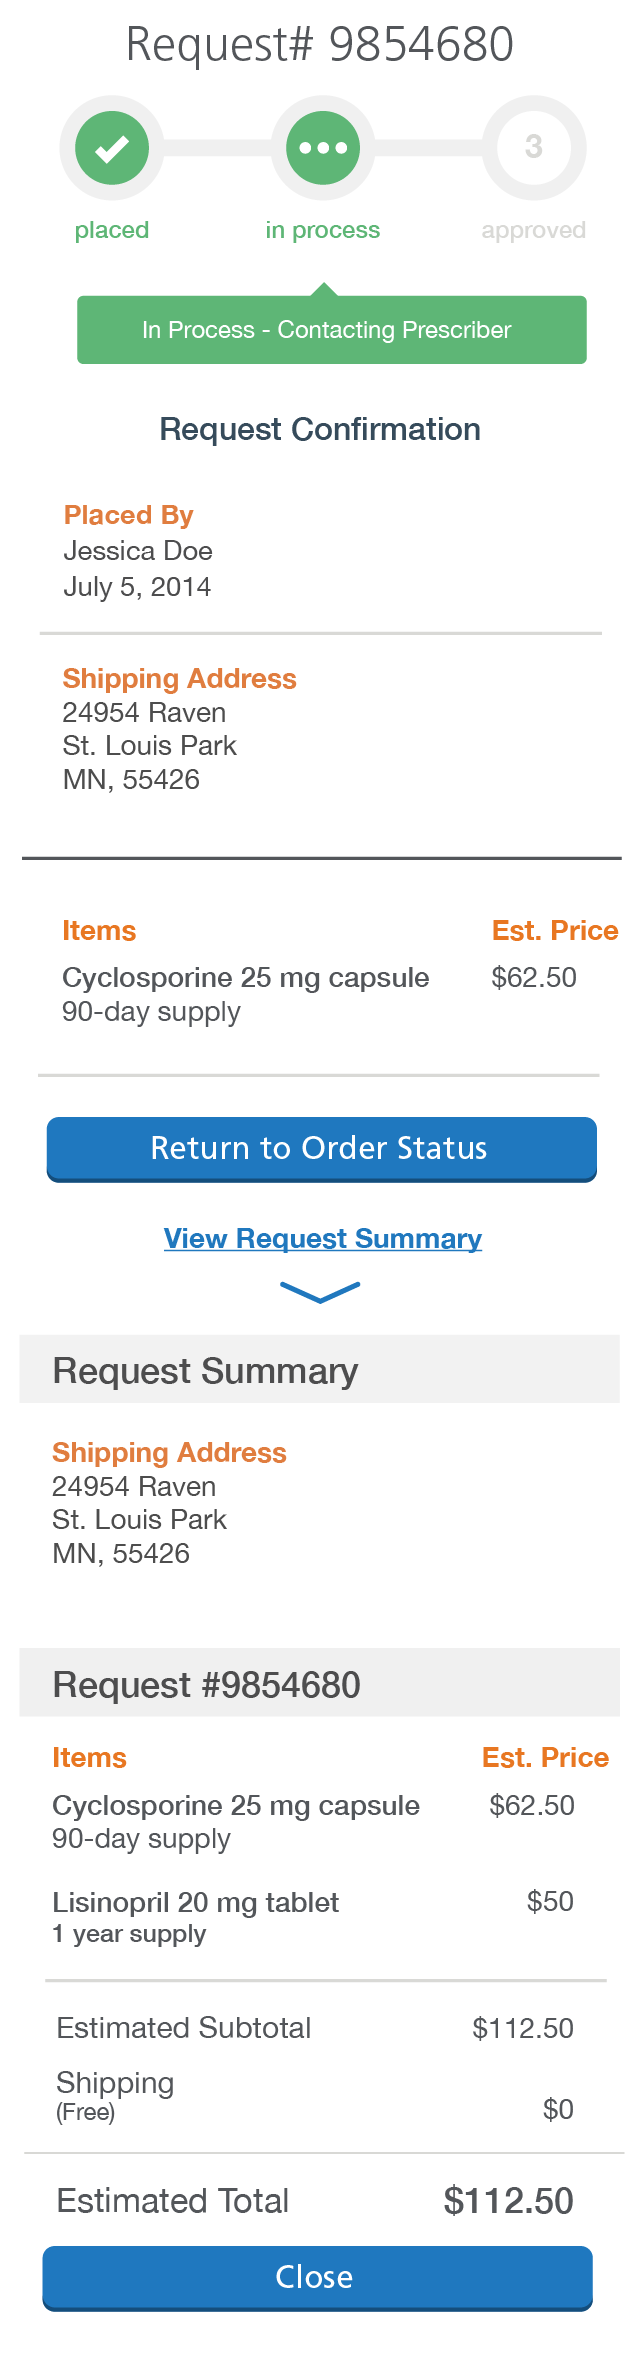 Request# 9854680
3
placed
in process
approved
In Process - Contacting Prescriber
Request Confirmation
Placed By
Jessica Doe
July 5, 2014
Shipping Address
24954 Raven
St. Louis Park
MN, 55426
Items Est. Price
Cyclosporine 25 mg capsule $62.50
90-day supply
Return to Order Status
View Request Summary
Request Summary
Shipping Address
24954 Raven
St. Louis Park
MN, 55426
Request #9854680
Items Est. Price
Cyclosporine 25 mg capsule $62.50
90-day supply
Lisinopril 20 mg tablet $50
1 year supply
Estimated Subtotal $112.50
Shipping
(Free) $0
Estimated Total $112.50
Close